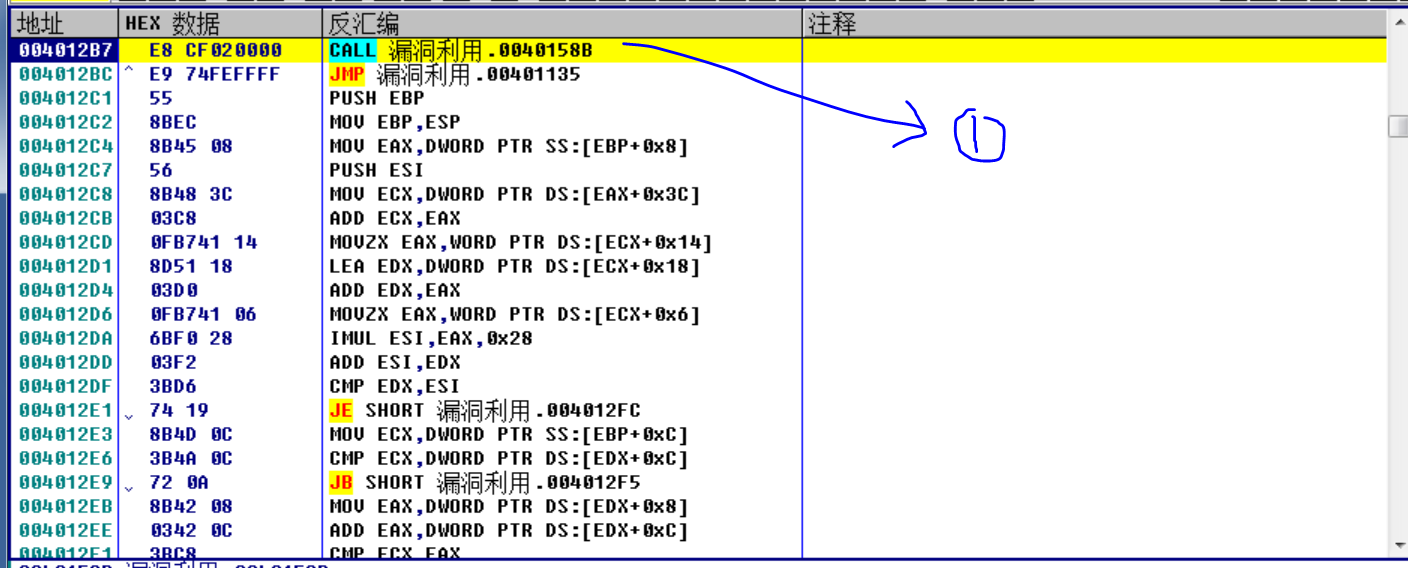 地址 HEX 数据 反汇编 注释
004012B7 E8 CF020000 CALL 漏洞利用.0040158B
004012BC ^ E9 74FEFFFF JMP 漏洞利用.00401135
①
004012C1 55 PUSH EBP
004012C2 8BEC MOV EBP,ESP
004012C4 8B45 08 MOV EAX,DWORD PTR SS:[EBP+0x8]
004012C7 56 PUSH ESI
004012C8 8B48 3C MOV ECX,DWORD PTR DS:[EAX+0x3C]
004012CB 03C8 ADD ECX,EAX
004012CD 0FB741 14 MOVZX EAX,WORD PTR DS:[ECX+0x14]
004012D1 8D51 18 LEA EDX,DWORD PTR DS:[ECX+0x18]
004012D4 03D0 ADD EDX,EAX
004012D6 0FB741 06 MOVZX EAX,WORD PTR DS:[ECX+0x6]
004012DA 6BF0 28 IMUL ESI,EAX,0x28
004012DD 03F2 ADD ESI,EDX
004012DF 3BD6 CMP EDX,ESI
004012E1 74 19 JE SHORT 漏洞利用.004012FC
004012E3 8B4D 0C MOV ECX,DWORD PTR SS:[EBP+0xC]
004012E6 3B4A 0C CMP ECX,DWORD PTR DS:[EDX+0xC]
004012E9 72 0A JB SHORT 漏洞利用.004012F5
004012EB 8B42 08 MOV EAX,DWORD PTR DS:[EDX+0x8]
004012EE 0342 0C ADD EAX,DWORD PTR DS:[EDX+0xC]
004012F1 3BC8 CMP ECX,EAX